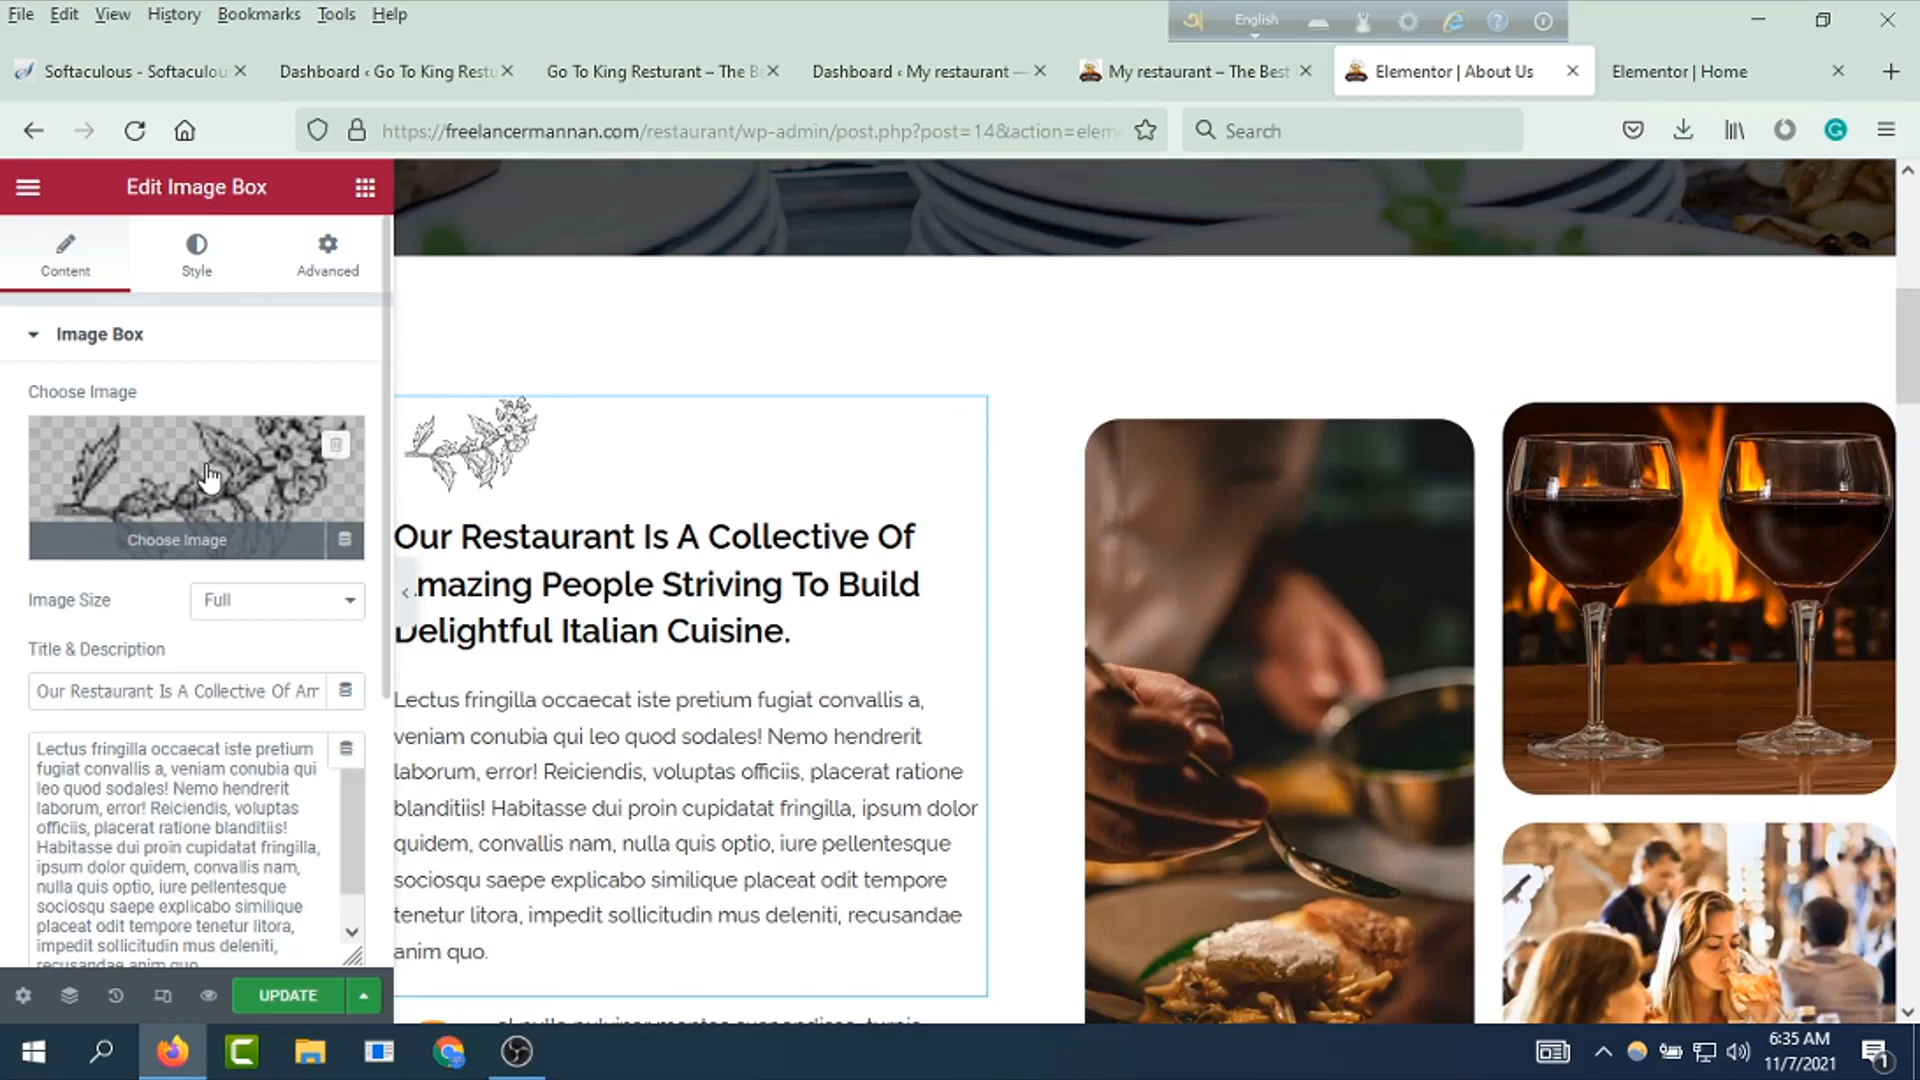 File Edit View History Bookmarks Tools Help
English
Softaculous - Softaculou
Dashboard ‹ Go To King Restu
Go To King Resturant – The B
Dashboard ‹ My restaurant —
My restaurant – The Best
Elementor | About Us
Elementor | Home
https://freelancermannan.com/restaurant/wp-admin/post.php?post=14&action=elem
Search
Edit Image Box
Content
Style
Advanced
Image Box
Choose Image
Choose Image
Image Size
Full
Title & Description
Our Restaurant Is A Collective Of Am
Lectus fringilla occaecat iste pretium
fugiat convallis a, veniam conubia qui
leo quod sodales! Nemo hendrerit
laborum, error! Reiciendis, voluptas
officiis, placerat ratione blanditiis!
Habitasse dui proin cupidatat fringilla,
ipsum dolor quidem, convallis nam,
nulla quis optio, iure pellentesque
sociosqu saepe explicabo similique
placeat odit tempore tenetur litora,
impedit sollicitudin mus deleniti,
recusandae anim quo.
UPDATE
Our Restaurant Is A Collective Of
mazing People Striving To Build
Delightful Italian Cuisine.
Lectus fringilla occaecat iste pretium fugiat convallis a,
veniam conubia qui leo quod sodales! Nemo hendrerit
laborum, error! Reiciendis, voluptas officiis, placerat ratione
blanditiis! Habitasse dui proin cupidatat fringilla, ipsum dolor
quidem, convallis nam, nulla quis optio, iure pellentesque
sociosqu saepe explicabo similique placeat odit tempore
tenetur litora, impedit sollicitudin mus deleniti, recusandae
anim quo.
6:35 AM
11/7/2021
1